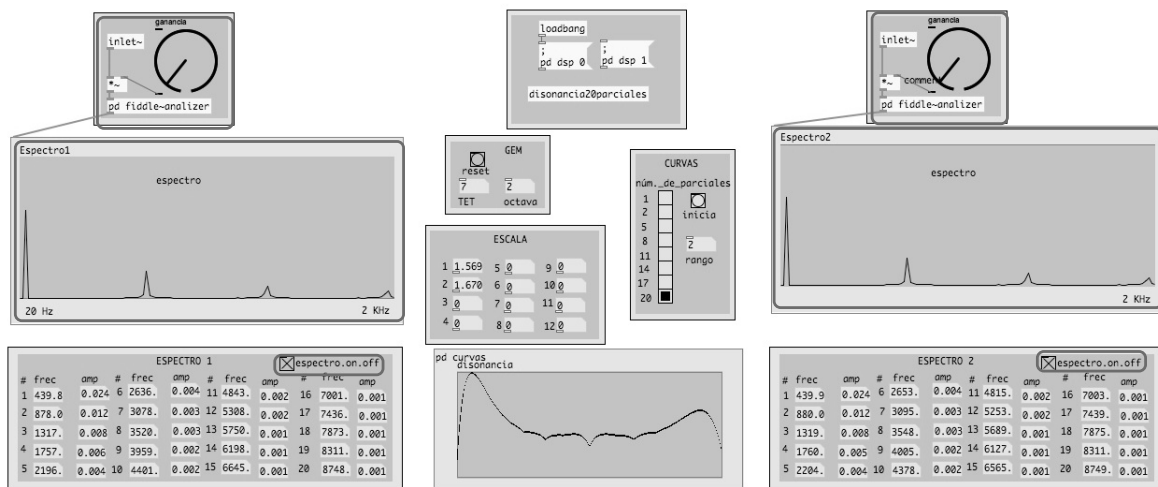 ganancia
inlet~
*~
pd fiddle~analizer
loadbang
;
pd dsp 0
;
pd dsp 1
disonancia20parciales
ganancia
inlet~
*~ comment
pd fiddle~analizer
Espectro1
espectro
20 Hz 2 KHz
GEM
reset
7 2
TET octava
CURVAS
núm._de_parciales
1
2
5
8
11
14
17
20
inicia
2
rango
ESCALA
1 1.569 5 0 9 0
2 1.670 6 0 10 0
3 0 7 0 11 0
4 0 8 0 12 0
Espectro2
espectro
2 KHz
ESPECTRO 1 espectro.on.off
# frec amp # frec amp # frec amp # frec amp
1 439.8 0.024 6 2636. 0.004 11 4843. 0.002 16 7001. 0.001
2 878.0 0.012 7 3078. 0.003 12 5308. 0.002 17 7436. 0.001
3 1317. 0.008 8 3520. 0.003 13 5750. 0.001 18 7873. 0.001
4 1757. 0.006 9 3959. 0.002 14 6198. 0.001 19 8311. 0.001
5 2196. 0.004 10 4401. 0.002 15 6645. 0.001 20 8748. 0.001
pd curvas
disonancia
ESPECTRO 2 espectro.on.off
# frec amp # frec amp # frec amp # frec amp
1 439.9 0.024 6 2653. 0.004 11 4815. 0.002 16 7003. 0.001
2 880.0 0.012 7 3095. 0.003 12 5253. 0.002 17 7439. 0.001
3 1319. 0.008 8 3548. 0.003 13 5689. 0.001 18 7875. 0.001
4 1760. 0.005 9 4005. 0.002 14 6127. 0.001 19 8311. 0.001
5 2204. 0.004 10 4378. 0.002 15 6565. 0.001 20 8749. 0.001